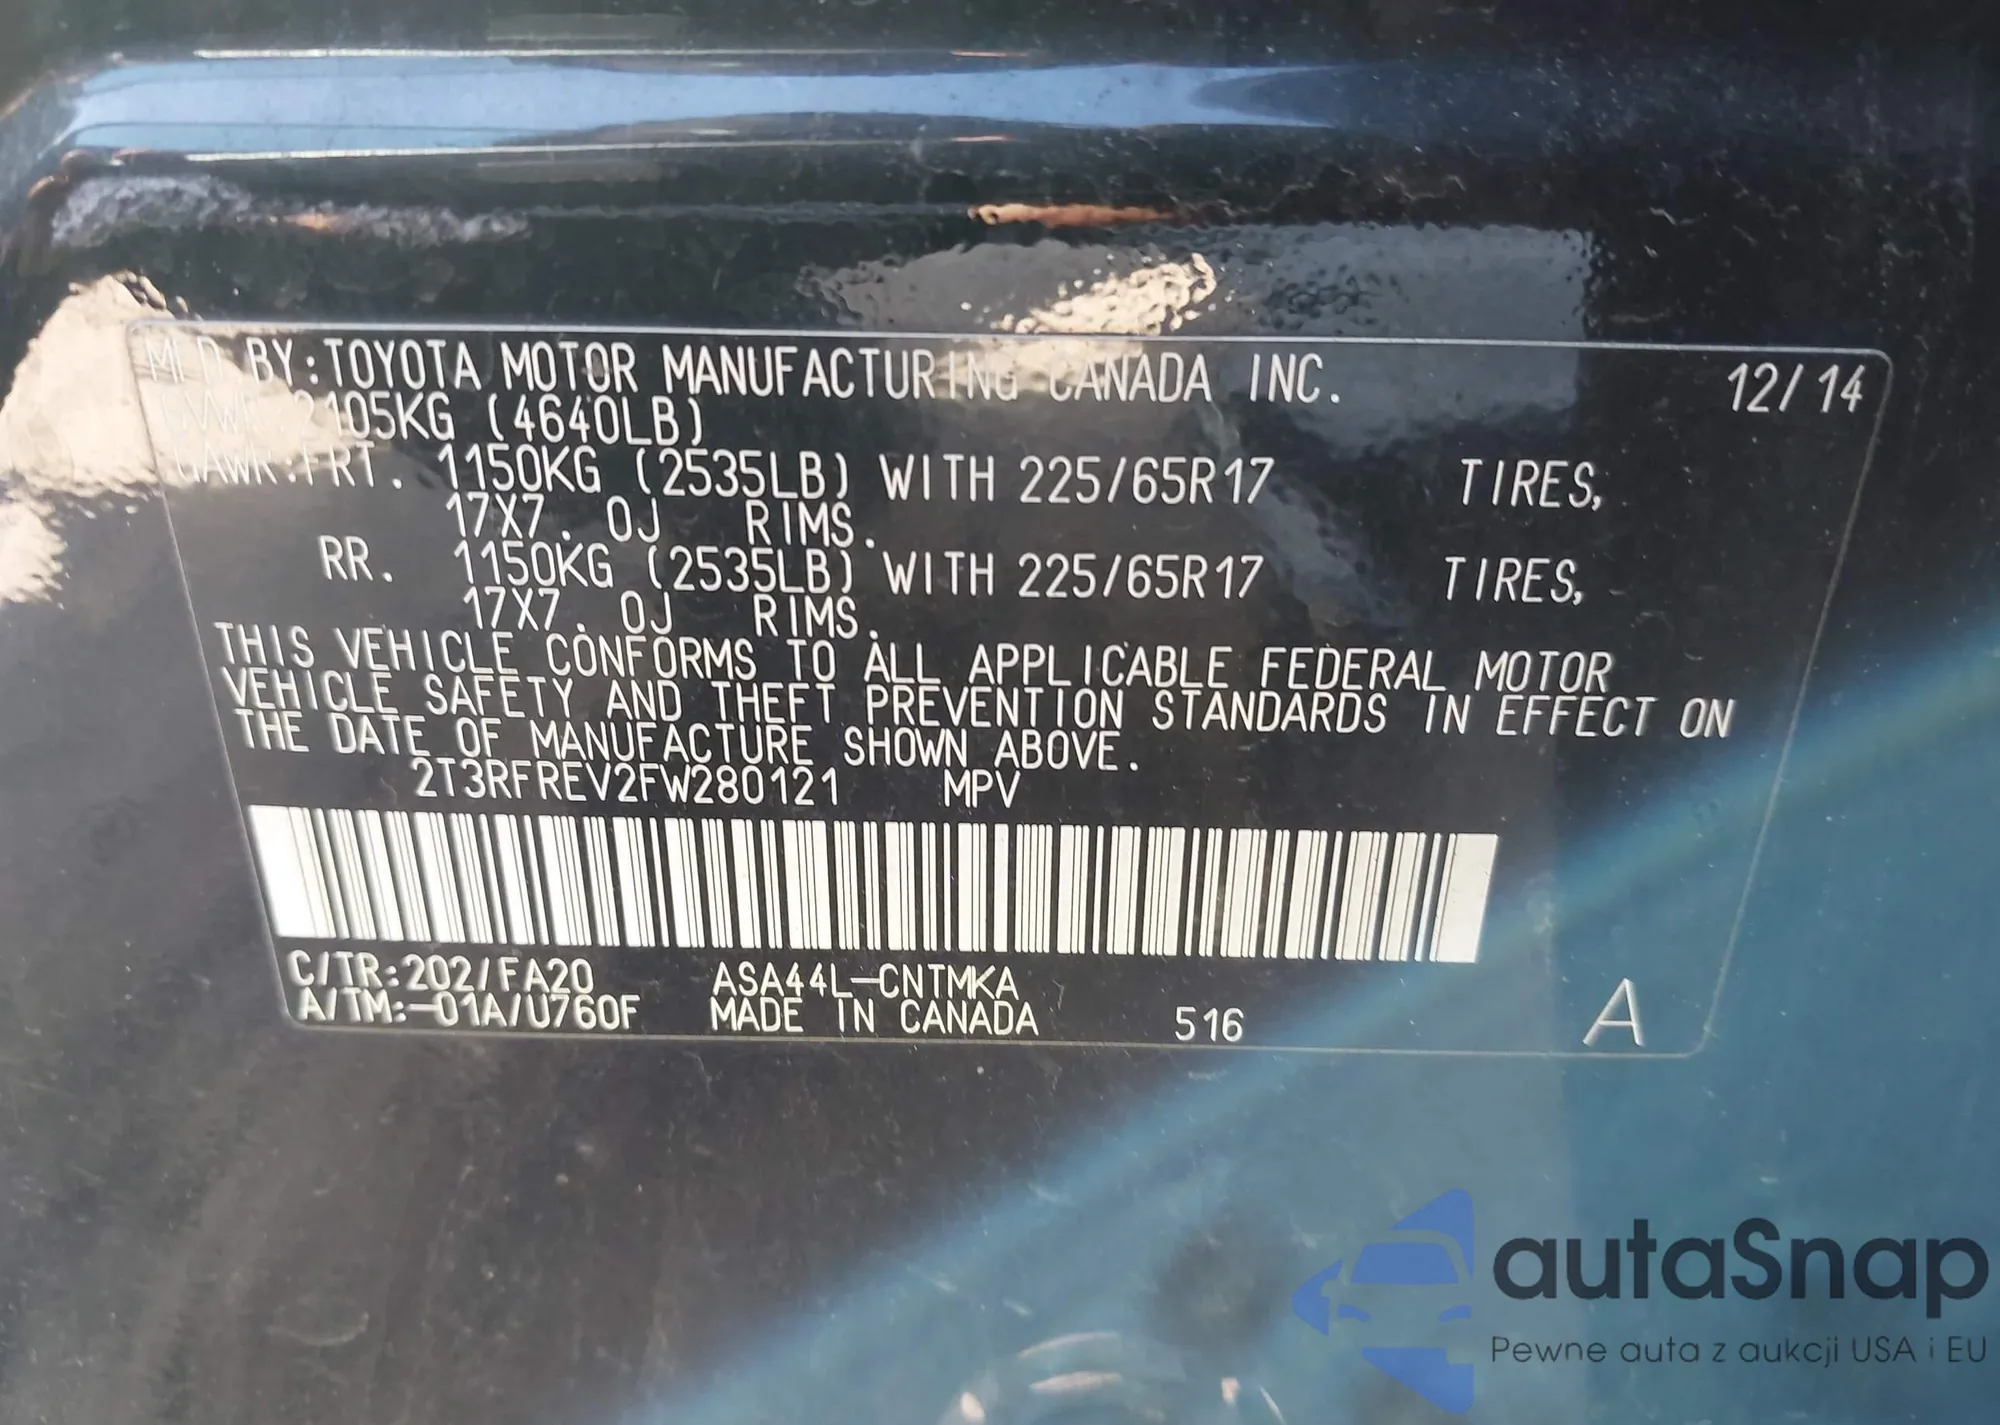 MFD BY:TOYOTA MOTOR MANUFACTURING CANADA INC. 12/14
GVWR:2105KG (4640LB)
GAWR:FRT. 1150KG (2535LB) WITH 225/65R17 TIRES,
17X7. 0J RIMS.
RR. 1150KG (2535LB) WITH 225/65R17 TIRES,
17X7. 0J RIMS.
THIS VEHICLE CONFORMS TO ALL APPLICABLE FEDERAL MOTOR
VEHICLE SAFETY AND THEFT PREVENTION STANDARDS IN EFFECT ON
THE DATE OF MANUFACTURE SHOWN ABOVE.
2T3RFREV2FW280121 MPV
C/TR:202/FA20 ASA44L-CNTMKA
A/TM:-01A/U760F MADE IN CANADA 516 A
autaSnap
Pewne auta z aukcji USA i EU